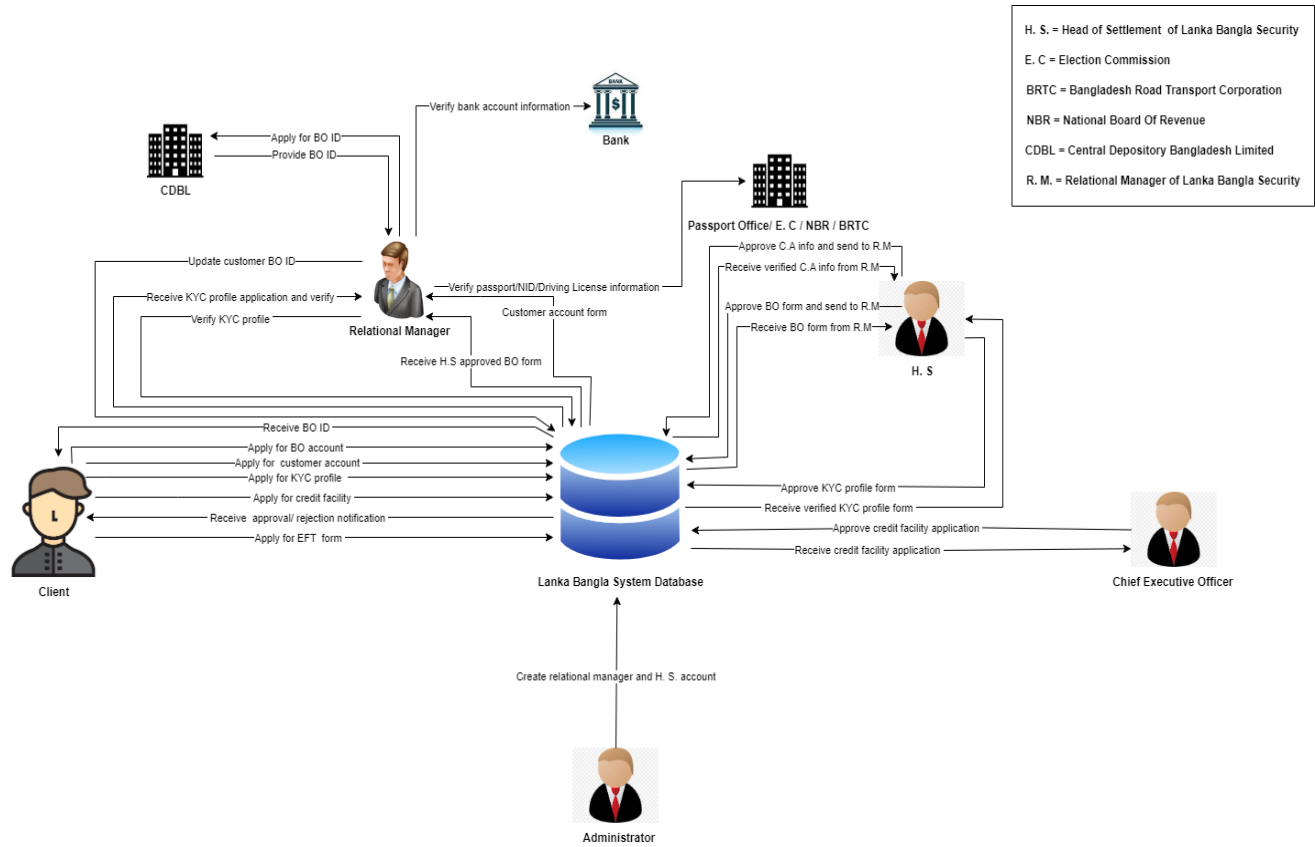 H. S. = Head of Settlement of Lanka Bangla Security
E. C = Election Commission
BRTC = Bangladesh Road Transport Corporation
NBR = National Board Of Revenue
CDBL = Central Depository Bangladesh Limited
R. M. = Relational Manager of Lanka Bangla Security
BANK
$
Verify bank account information
Bank
Apply for BO ID
Provide BO ID
CDBL
Passport Office/ E. C / NBR / BRTC
Approve C.A info and send to R.M
Update customer BO ID
Receive verified C.A info from R.M
Verify passport/NID/Driving License information
Receive KYC profile application and verify
Approve BO form and send to R.M
Customer account form
Verify KYC profile
Receive BO form from R.M
Relational Manager
Receive H.S approved BO form
H. S
Receive BO ID
Apply for BO account
Apply for customer account
Apply for KYC profile
Approve KYC profile form
Apply for credit facility
Receive verified KYC profile form
Receive approval/ rejection notification
Approve credit facility application
Apply for EFT form
Receive credit facility application
L
Client
Lanka Bangla System Database
Chief Executive Officer
Create relational manager and H. S. account
Administrator